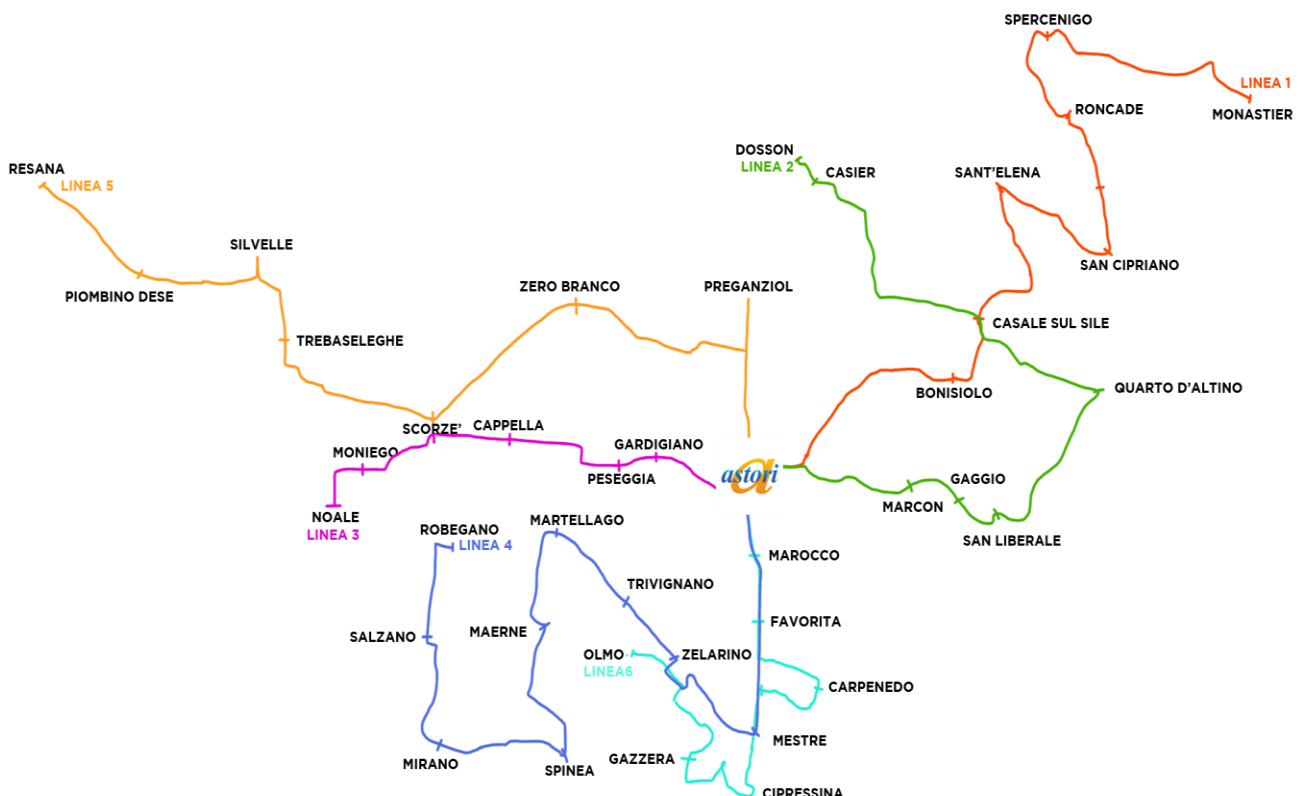 SPERCENIGO
LINEA 1
MONASTIER
RONCADE
DOSSON
LINEA 2
CASIER
SANT'ELENA
RESANA
LINEA 5
SILVELLE
SAN CIPRIANO
PIOMBINO DESE
ZERO BRANCO
PREGANZIOL
CASALE SUL SILE
TREBASELEGHE
BONISIOLO
QUARTO D'ALTINO
SCORZE'
CAPPELLA
MONIEGO
GARDIGIANO
PESEGGIA
astori
GAGGIO
MARCON
NOALE
LINEA 3
ROBEGANO
LINEA 4
MARTELLAGO
SAN LIBERALE
MAROCCO
TRIVIGNANO
FAVORITA
SALZANO
MAERNE
OLMO
LINEA6
ZELARINO
CARPENEDO
MESTRE
MIRANO
SPINEA
GAZZERA
CIPRESSINA